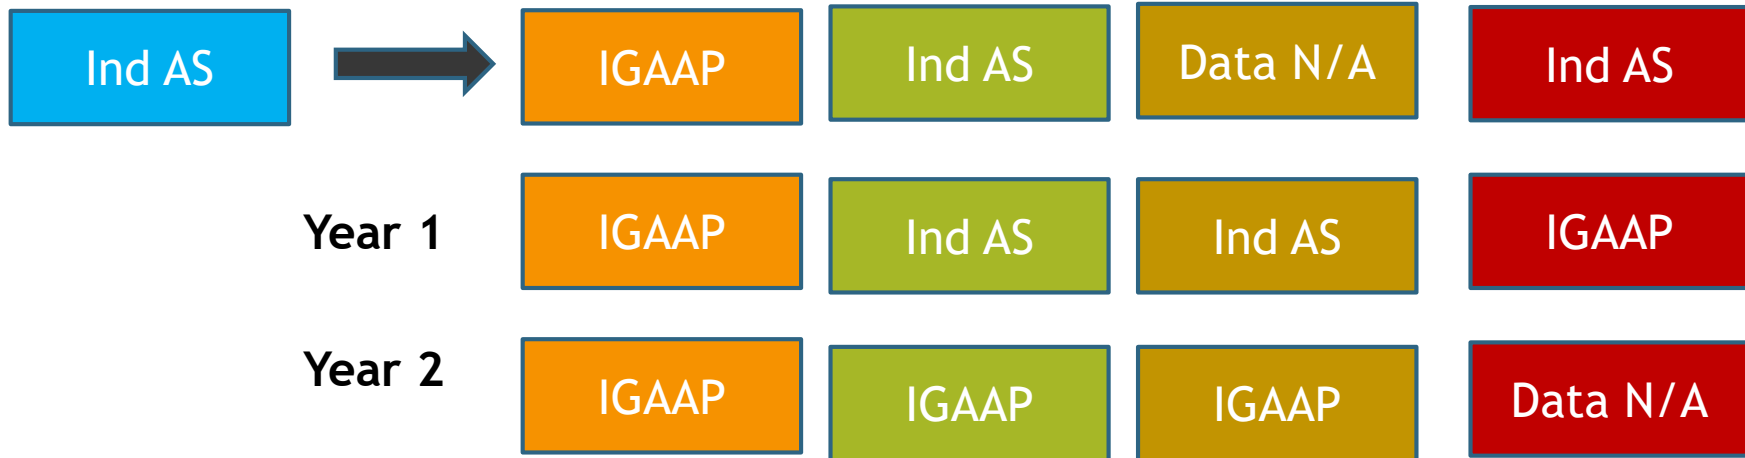 Ind AS
IGAAP
Ind AS
Data N/A
Ind AS
Year 1
IGAAP
Ind AS
Ind AS
IGAAP
Year 2
IGAAP
IGAAP
IGAAP
Data N/A